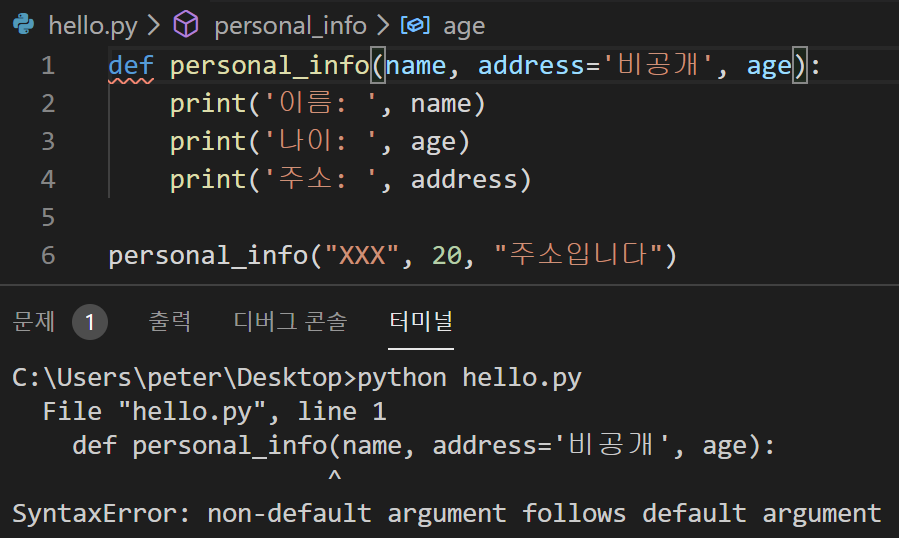 hello.py > personal_info > age
1 def personal_info(name, address='비공개', age):
2 print('이름: ', name)
3 print('나이: ', age)
4 print('주소: ', address)
5
6 personal_info("XXX", 20, "주소입니다")
문제 1 출력 디버그 콘솔 터미널
C:\Users\peter\Desktop>python hello.py
File "hello.py", line 1
def personal_info(name, address='비공개', age):
^
SyntaxError: non-default argument follows default argument